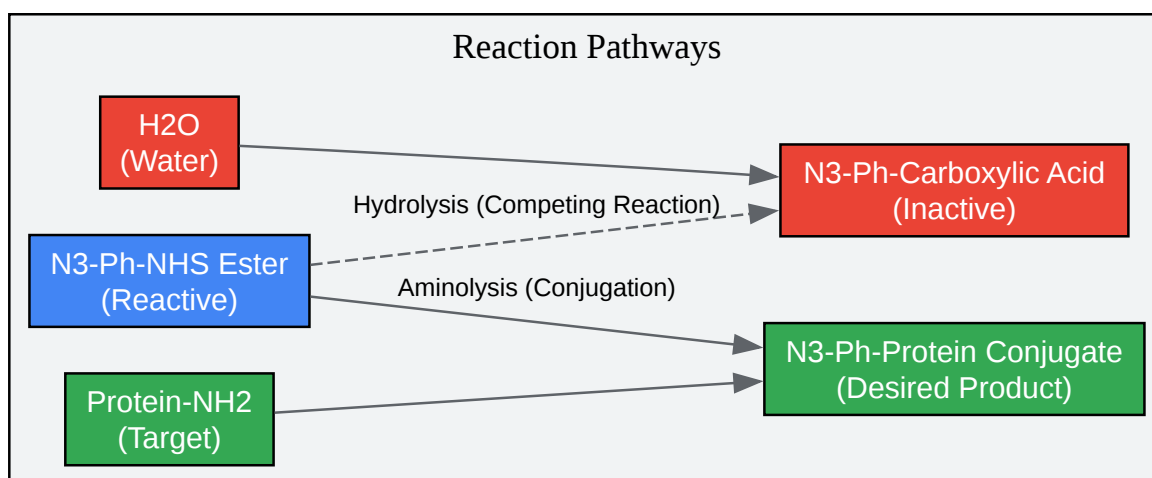 Reaction Pathways
H2O
(Water)
N3-Ph-Carboxylic Acid
(Inactive)
Hydrolysis (Competing Reaction)
N3-Ph-NHS Ester
(Reactive)
Aminolysis (Conjugation)
N3-Ph-Protein Conjugate
(Desired Product)
Protein-NH2
(Target)